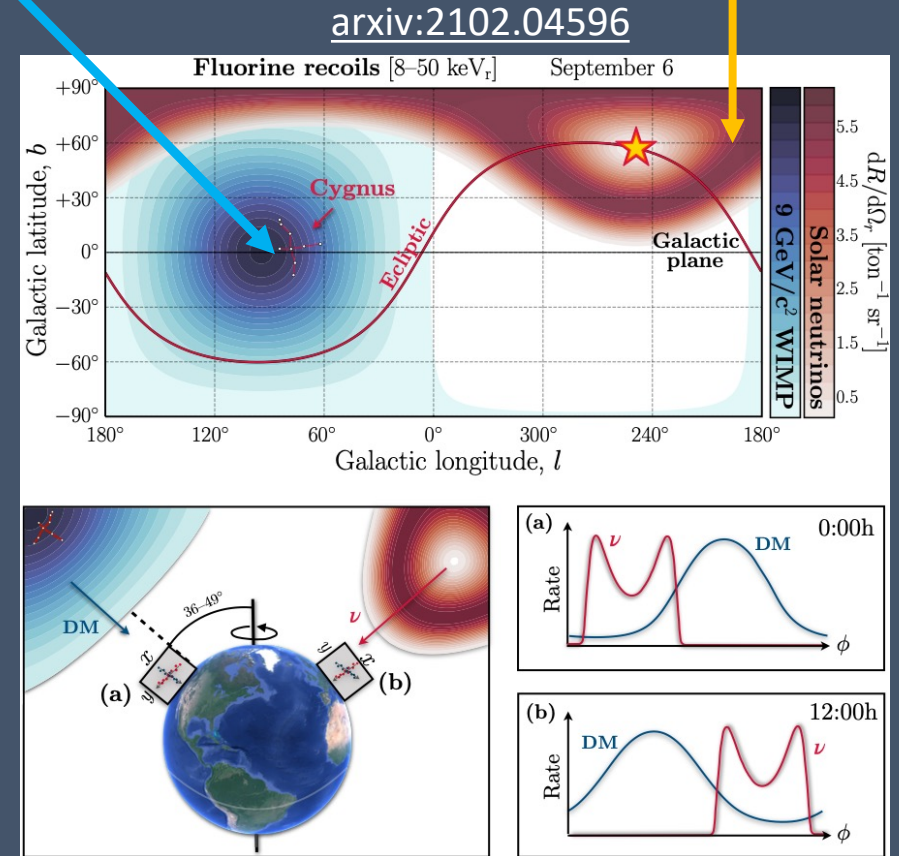 arxiv:2102.04596
Fluorine recoils [8–50 keVᵣ] September 6
+90°
+60°
+30°
0°
−30°
−60°
−90°
Galactic latitude, b
Cygnus
Ecliptic
Galactic
plane
180° 120° 60° 0° 300° 240° 180°
Galactic longitude, l
9 GeV/c² WIMP
Solar neutrinos
5.5
4.5
3.5
2.5
1.5
0.5
dR/dΩᵣ [ton⁻¹ sr⁻¹]
36–49°
DM
ν
x
y
(a)
y
x
(b)
(a) 0:00h
ν
DM
Rate
ϕ
(b) 12:00h
DM
ν
Rate
ϕ